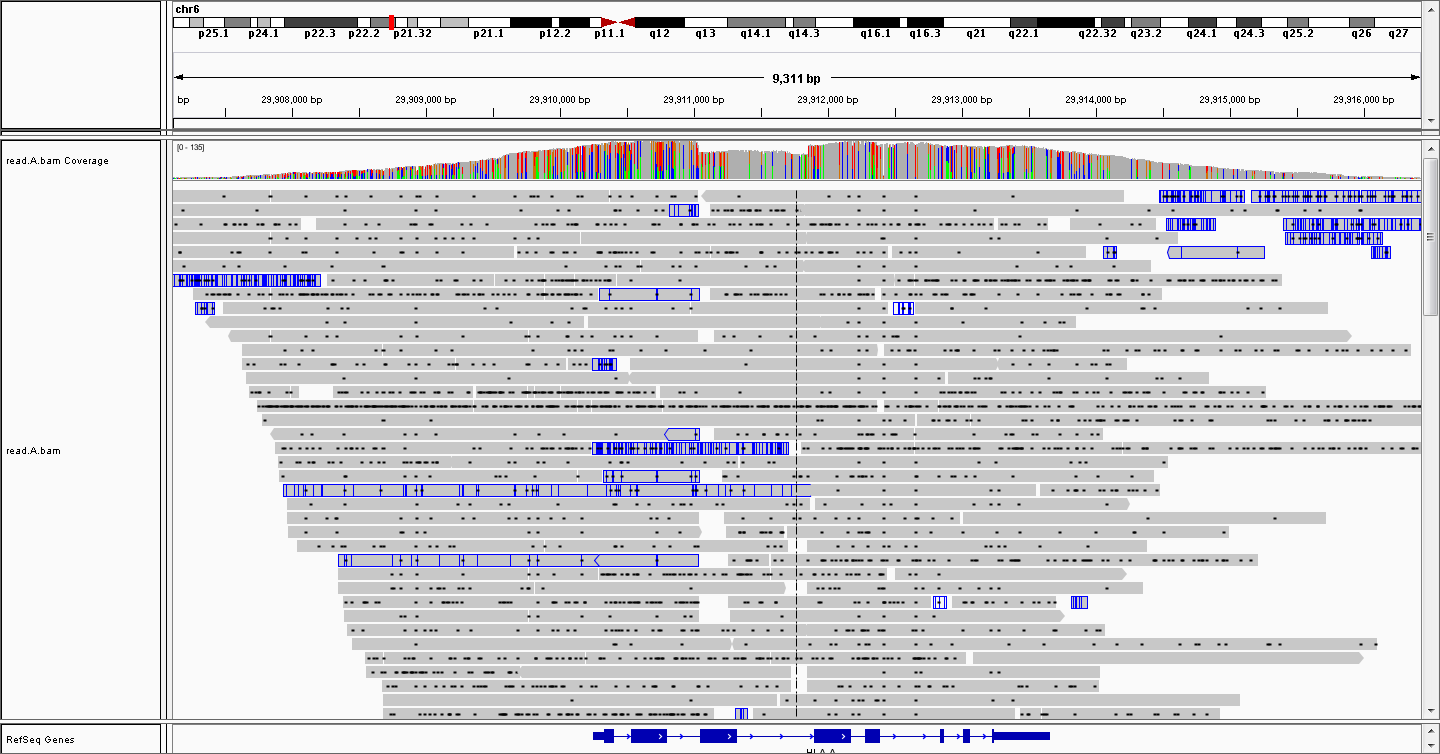 chr6
p25.1 p24.1 p22.3 p22.2 p21.32 p21.1 p12.2 p11.1 q12 q13 q14.1 q14.3 q16.1 q16.3 q21 q22.1 q22.32 q23.2 q24.1 q24.3 q25.2 q26 q27
9,311 bp
bp 29,908,000 bp 29,909,000 bp 29,910,000 bp 29,911,000 bp 29,912,000 bp 29,913,000 bp 29,914,000 bp 29,915,000 bp 29,916,000 bp
[0 - 135]
read.A.bam Coverage
read.A.bam
RefSeq Genes
HLA-A